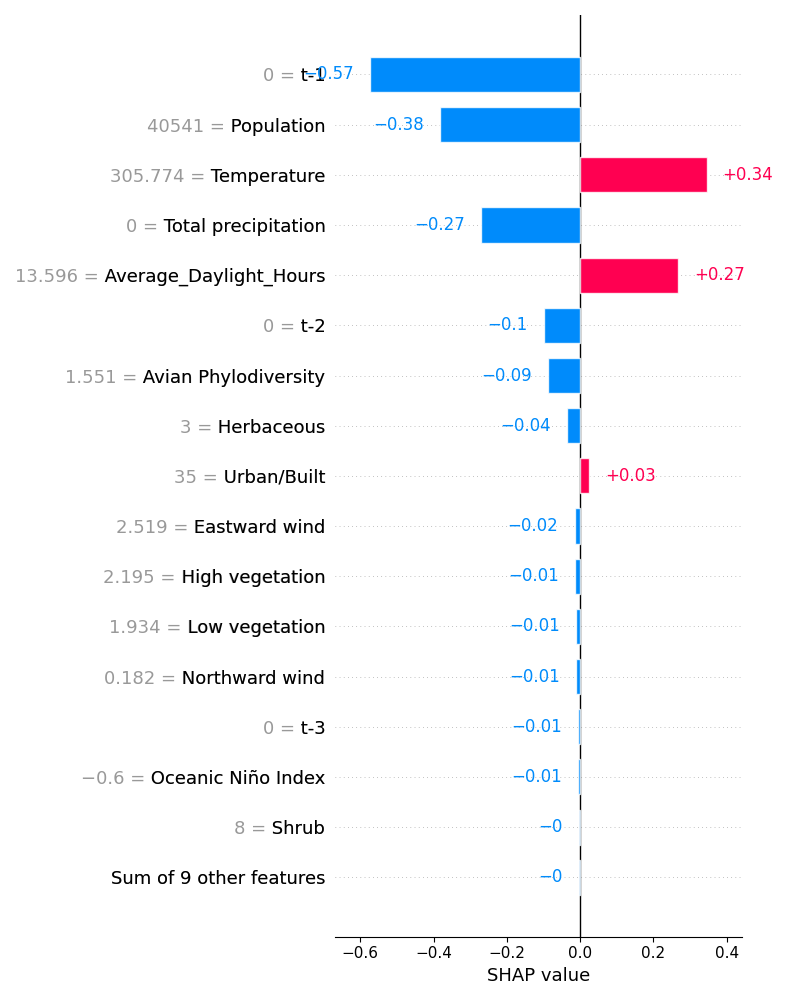 0 = t-1 −0.57
40541 = Population −0.38
305.774 = Temperature +0.34
0 = Total precipitation −0.27
13.596 = Average_Daylight_Hours +0.27
0 = t-2 −0.1
1.551 = Avian Phylodiversity −0.09
3 = Herbaceous −0.04
35 = Urban/Built +0.03
2.519 = Eastward wind −0.02
2.195 = High vegetation −0.01
1.934 = Low vegetation −0.01
0.182 = Northward wind −0.01
0 = t-3 −0.01
−0.6 = Oceanic Niño Index −0.01
8 = Shrub −0
Sum of 9 other features −0
−0.6 −0.4 −0.2 0.0 0.2 0.4
SHAP value